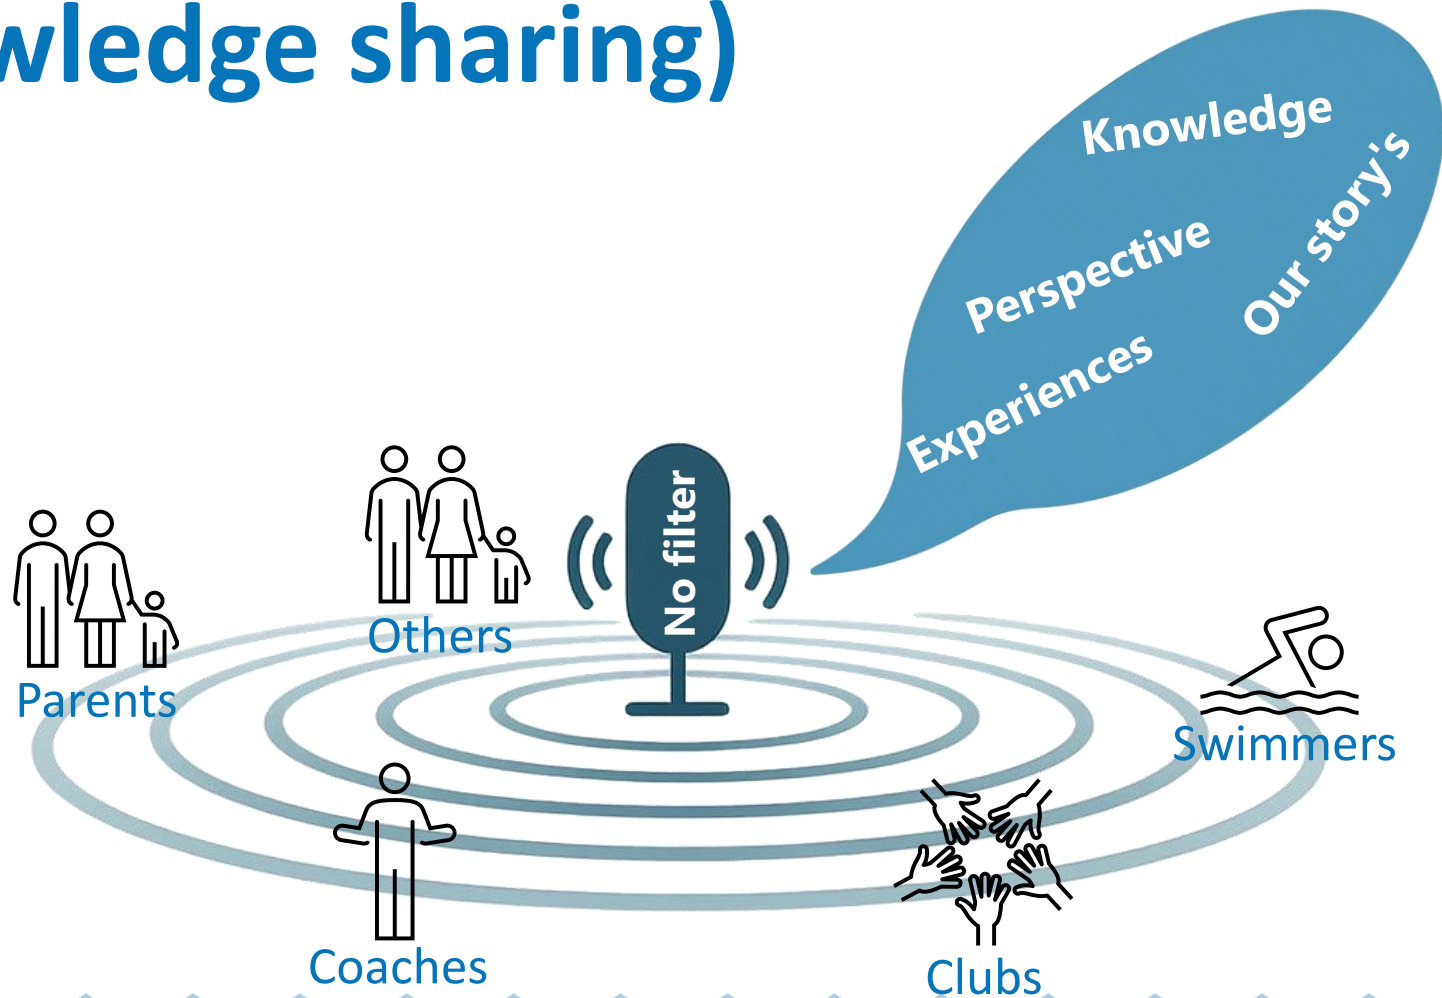 wledge sharing)
Knowledge
Our story's
Perspective
Experiences
No filter
Others
Parents
Swimmers
Coaches
Clubs